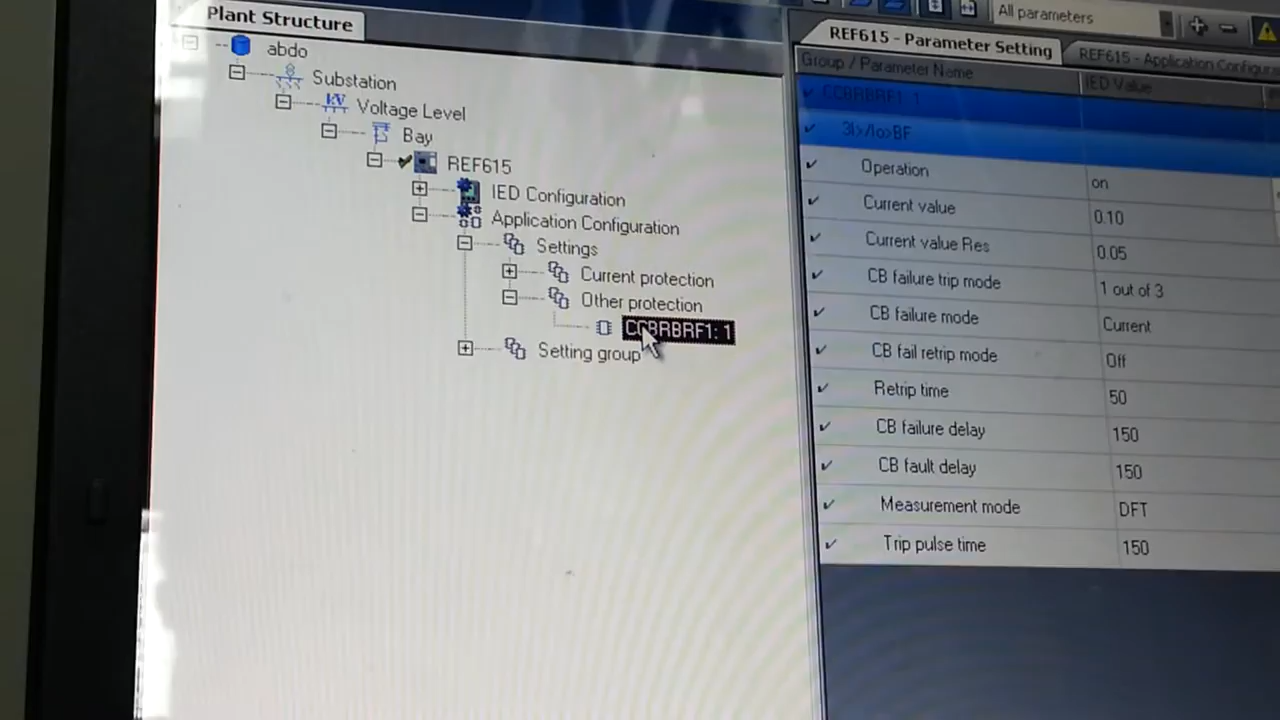 Plant Structure
abdo
Substation
Voltage Level
Bay
REF615
IED Configuration
Application Configuration
Settings
Current protection
Other protection
CCBRBRF1: 1
Setting group
All parameters
REF615 - Parameter Setting
REF615 - Application Configura
Group / Parameter Name
IED Value
CCBRBRF1: 1
3I>/Io>BF
Operation on
Current value 0.10
Current value Res 0.05
CB failure trip mode 1 out of 3
CB failure mode Current
CB fail retrip mode Off
Retrip time 50
CB failure delay 150
CB fault delay 150
Measurement mode DFT
Trip pulse time 150